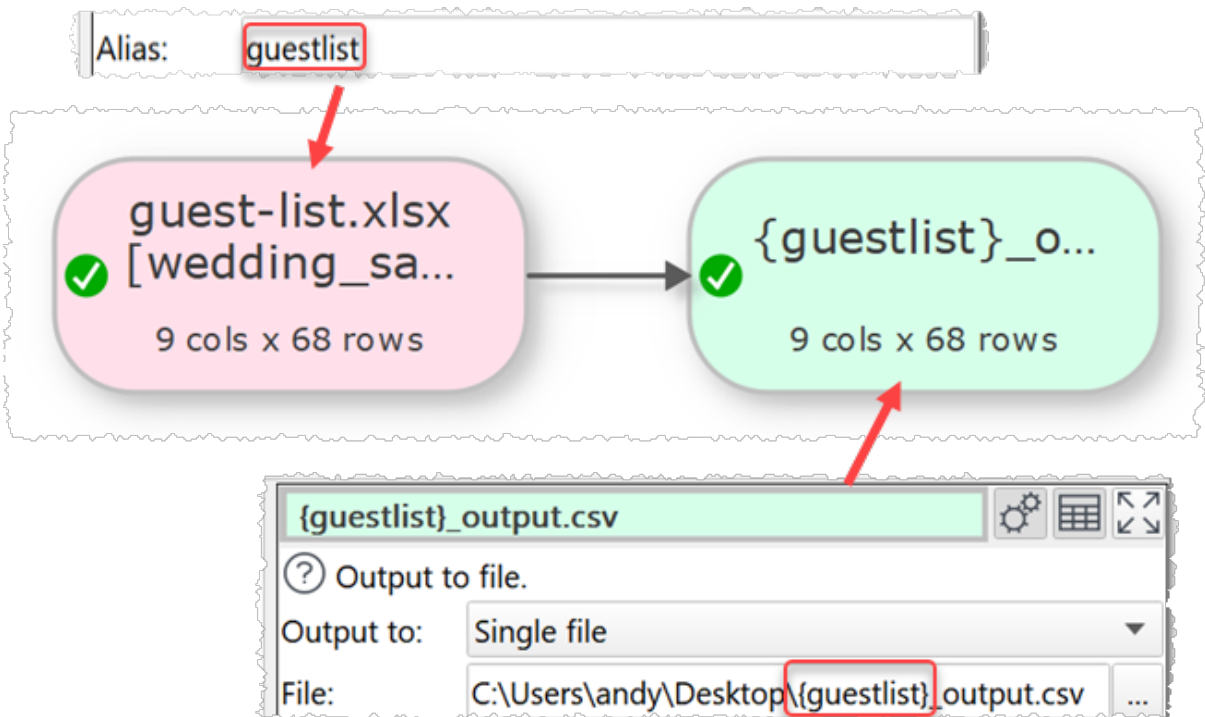 Alias: guestlist
guest-list.xlsx
[wedding_sa...
9 cols x 68 rows
{guestlist}_o...
9 cols x 68 rows
{guestlist}_output.csv
? Output to file.
Output to: Single file
File: C:\Users\andy\Desktop\{guestlist}_output.csv ...